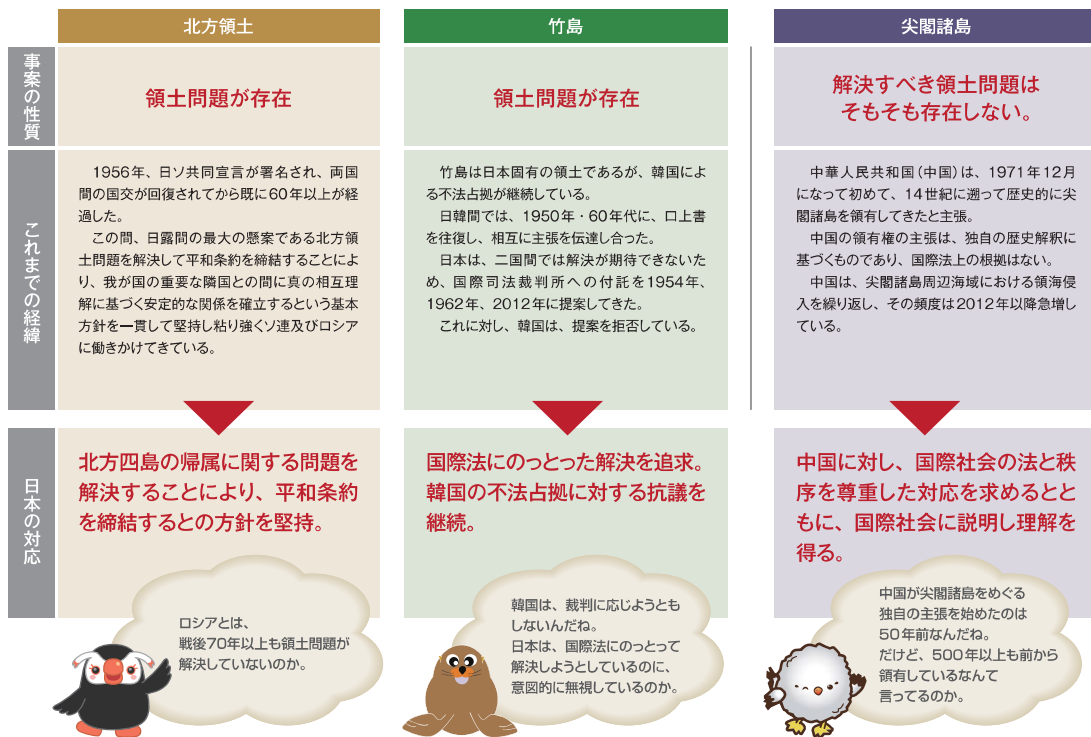 北方領土
竹島
尖閣諸島
事案の性質
領土問題が存在
領土問題が存在
解決すべき領土問題は
そもそも存在しない。
これまでの経緯
1956年、日ソ共同宣言が署名され、両国
間の国交が回復されてから既に60年以上が経
過した。
この間、日露間の最大の懸案である北方領
土問題を解決して平和条約を締結することによ
り、我が国の重要な隣国との間に真の相互理
解に基づく安定的な関係を確立するという基本
方針を一貫して堅持し粘り強くソ連及びロシア
に働きかけてきている。
竹島は日本固有の領土であるが、韓国によ
る不法占拠が継続している。
日韓間では、1950年・60年代に、口上書
を往復し、相互に主張を伝達し合った。
日本は、二国間では解決が期待できないた
め、国際司法裁判所への付託を1954年、
1962年、2012年に提案してきた。
これに対し、韓国は、提案を拒否している。
中華人民共和国(中国)は、1971年12月
になって初めて、14世紀に遡って歴史的に尖
閣諸島を領有してきたと主張。
中国の領有権の主張は、独自の歴史解釈に
基づくものであり、国際法上の根拠はない。
中国は、尖閣諸島周辺海域における領海侵
入を繰り返し、その頻度は2012年以降急増し
ている。
日本の対応
北方四島の帰属に関する問題を
解決することにより、平和条約
を締結するとの方針を堅持。
国際法にのっとった解決を追求。
韓国の不法占拠に対する抗議を
継続。
中国に対し、国際社会の法と秩
序を尊重した対応を求めるとと
もに、国際社会に説明し理解を
得る。
ロシアとは、
戦後70年以上も領土問題が
解決していないのか。
韓国は、裁判に応じようとも
しないんだね。
日本は、国際法にのっとって
解決しようとしているのに、
意図的に無視しているのか。
中国が尖閣諸島をめぐる
独自の主張を始めたのは
50年前なんだね。
だけど、500年以上も前から
領有しているなんて
言ってるのか。